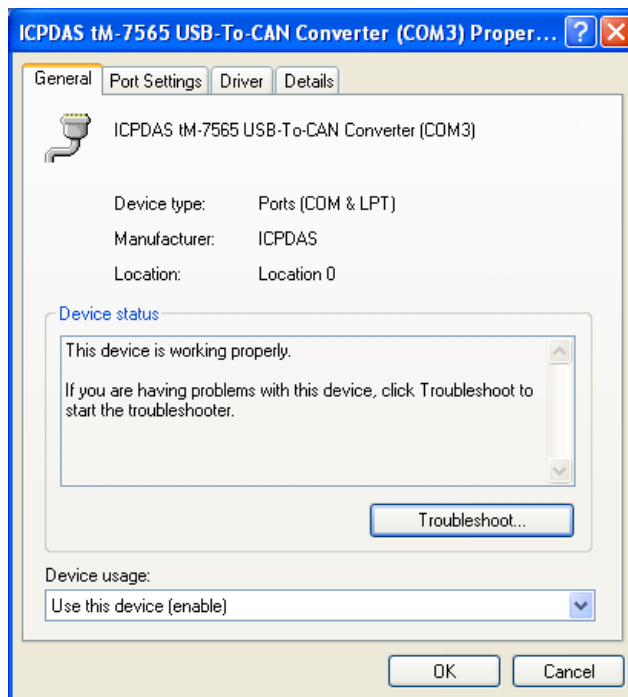 ICPDAS tM-7565 USB-To-CAN Converter (COM3) Proper...
General Port Settings Driver Details
ICPDAS tM-7565 USB-To-CAN Converter (COM3)
Device type: Ports (COM & LPT)
Manufacturer: ICPDAS
Location: Location 0
Device status
This device is working properly.
If you are having problems with this device, click Troubleshoot to
start the troubleshooter.
Troubleshoot...
Device usage:
Use this device (enable)
OK Cancel